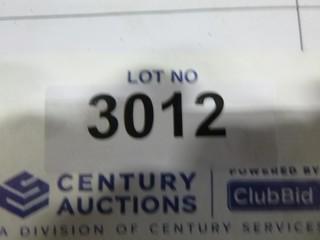 LOT NO
3012
CENTURY
AUCTIONS
POWERED BY
ClubBid
A DIVISION OF CENTURY SERVICES